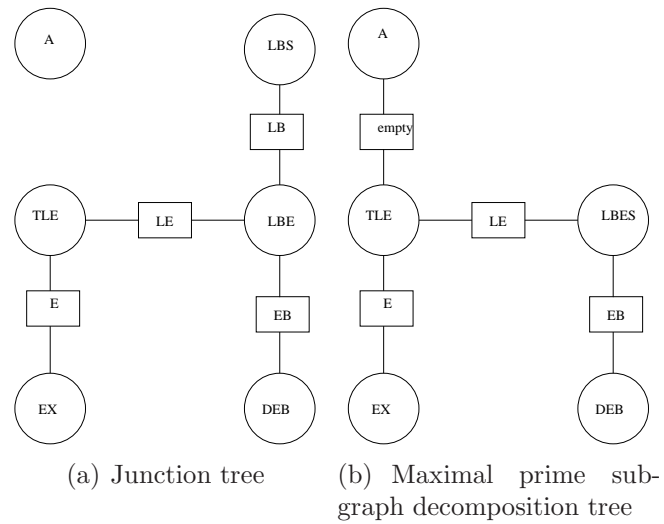 A
LBS
A
LB
empty
TLE
LE
LBE
TLE
LE
LBES
E
EB
E
EB
EX
DEB
EX
DEB
(a) Junction tree
(b) Maximal prime sub-
graph decomposition tree